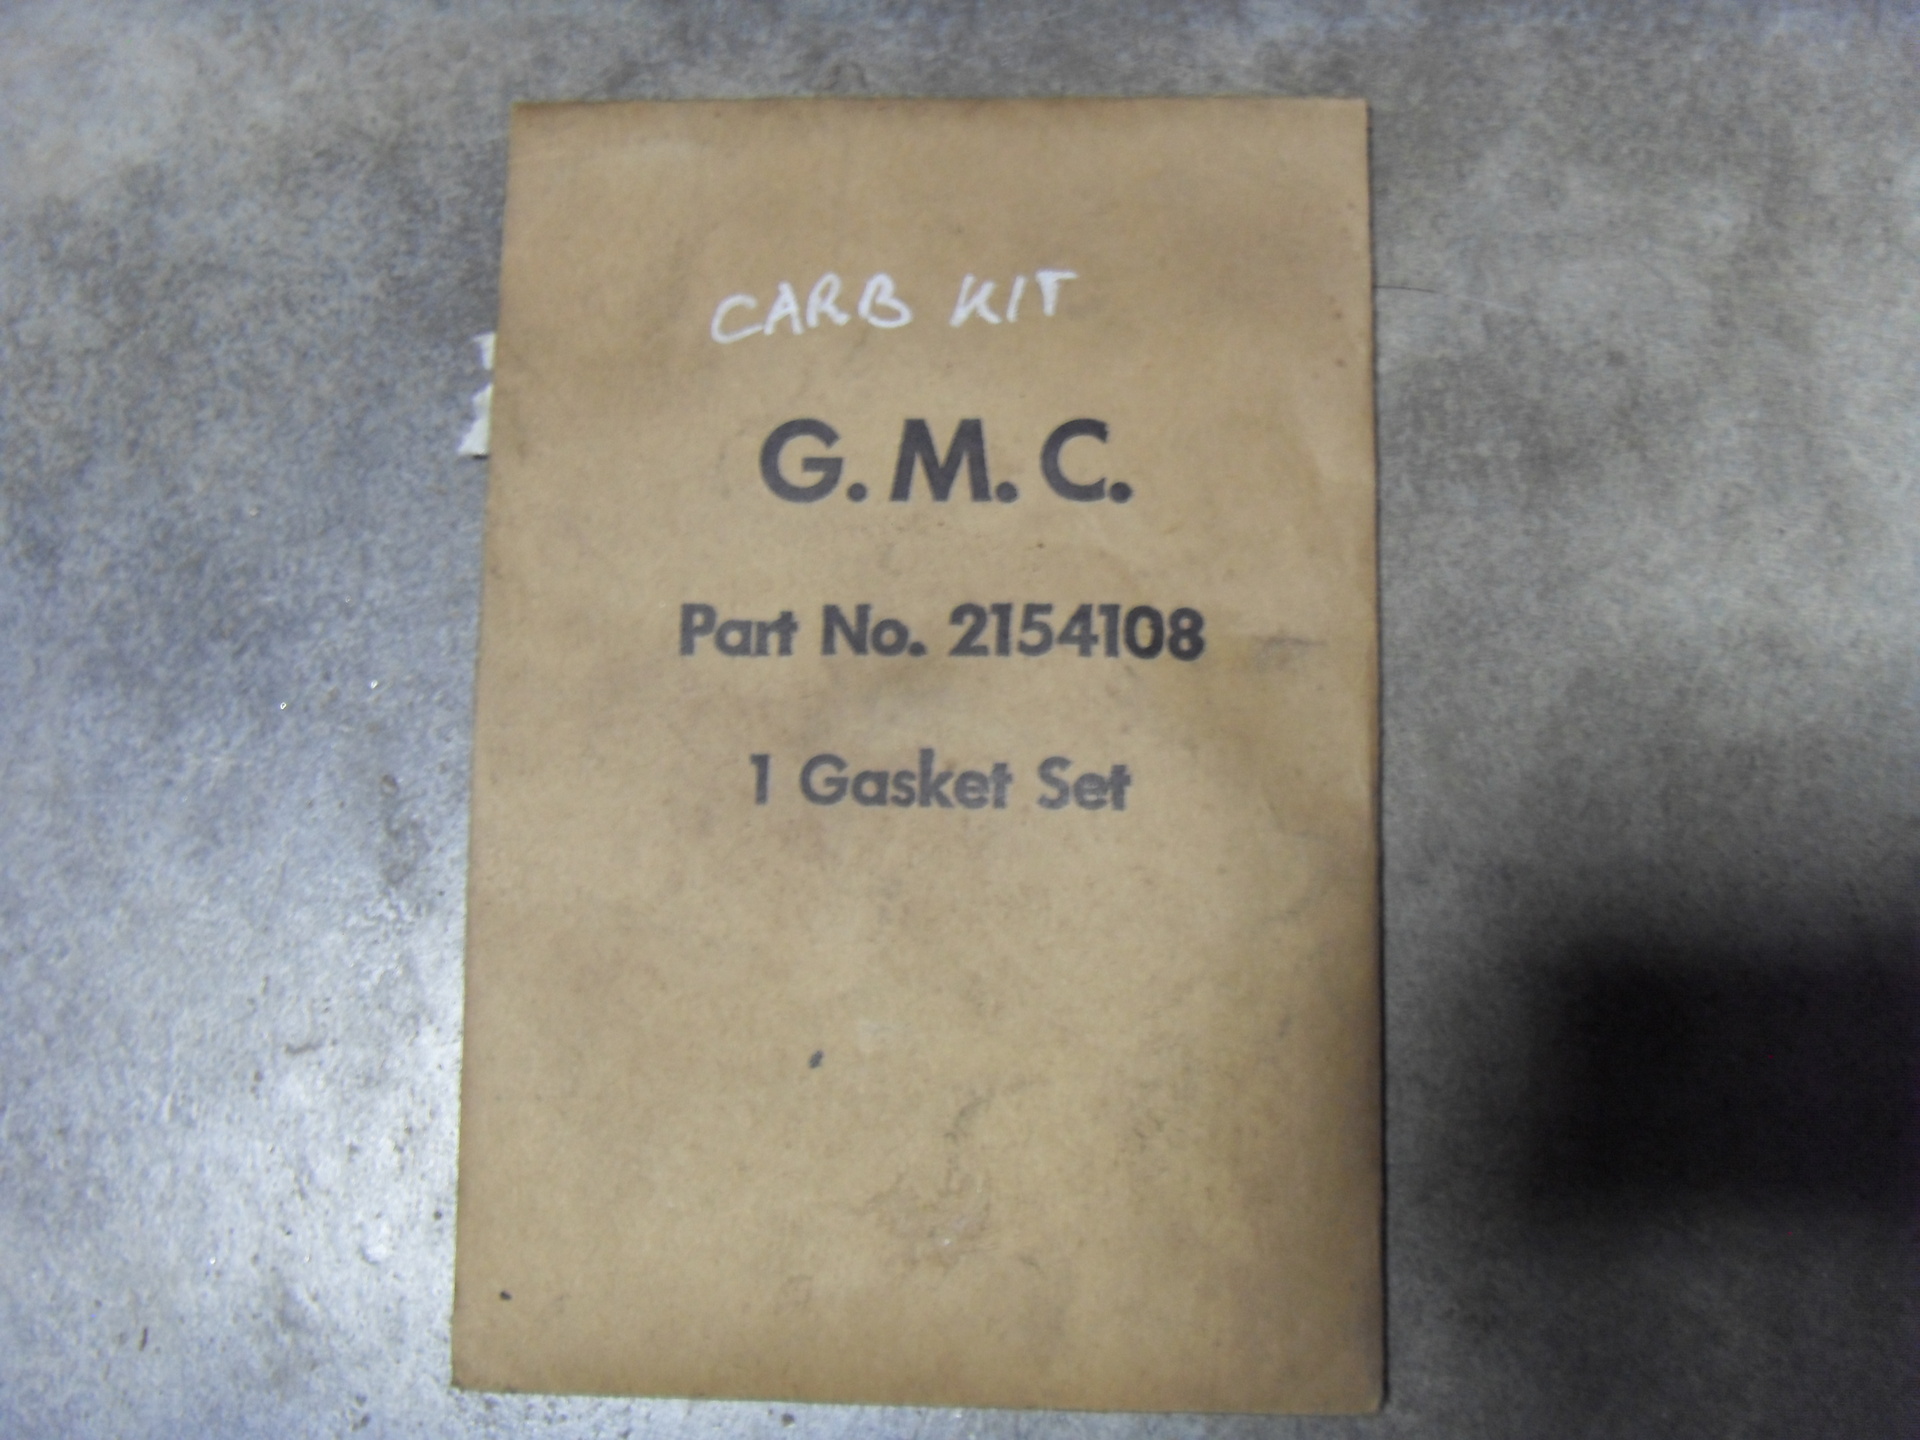 CARB KIT
G.M.C.
Part No. 2154108
1 Gasket Set